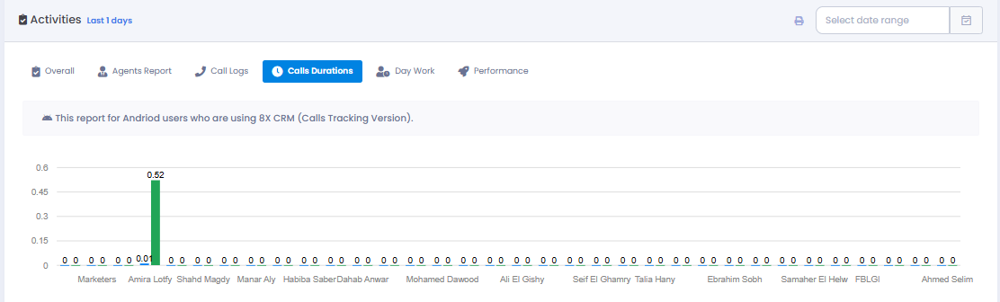 Activities Last 1 days
Select date range
Overall Agents Report Call Logs Calls Durations Day Work Performance
This report for Andriod users who are using 8X CRM (Calls Tracking Version).
0.6
0.45
0.3
0.15
0
0 0 0 0 0 0 0.01 0.52 0 0 0 0 0 0 0 0 0 0 0 0 0 0 0 0 0 0 0 0 0 0 0 0 0 0 0 0 0 0 0 0 0 0 0 0 0 0 0 0 0 0 0 0 0 0 0 0 0 0 0 0 0 0 0 0 0 0 0 0
Marketers Amira Lotfy Shahd Magdy Manar Aly Habiba Saber Dahab Anwar Mohamed Dawood Ali El Gishy Seif El Ghamry Talia Hany Ebrahim Sobh Samaher El Helw FBLGI Ahmed Selim